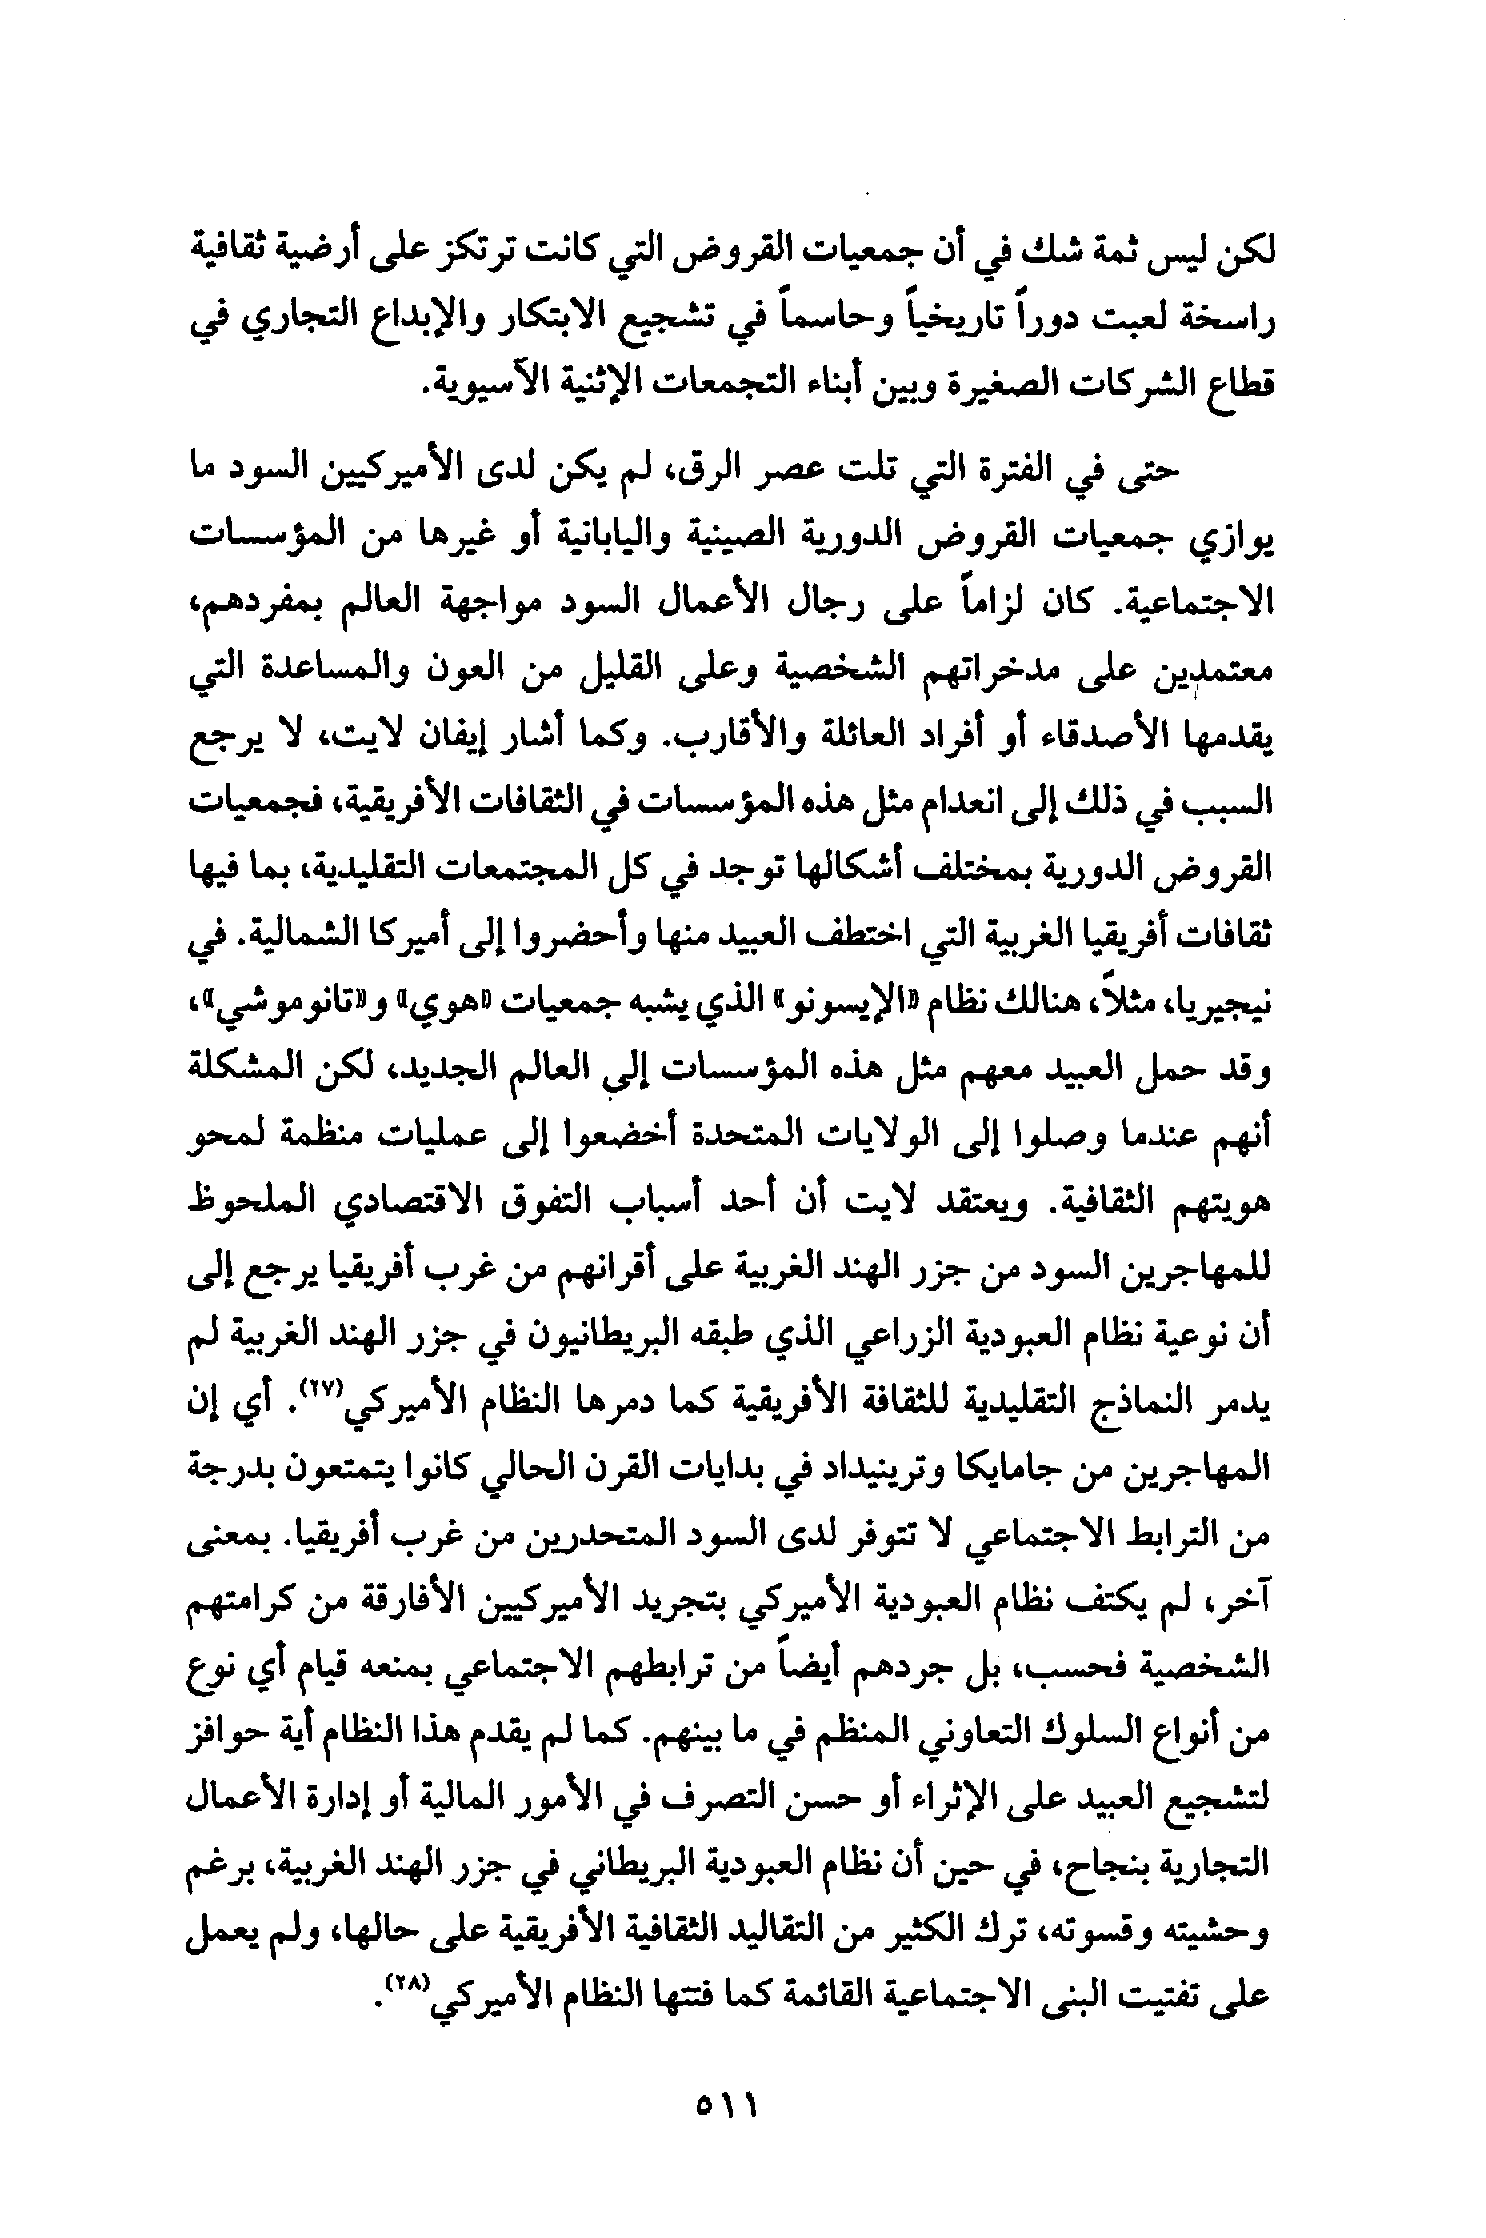 لكن ليس ثمة شك في أن جمعيات القروض التي كانت ترتكز على أرضية ثقافية
راسخة لعبت دوراً تاريخياً وحاسماً في تشجيع الابتكار والإبداع التجاري في
قطاع الشركات الصغيرة وبين أبناء التجمعات الإثنية الآسيوية.
حتى في الفترة التي تلت عصر الرق، لم يكن لدى الأميركيين السود ما
يوازي جمعيات القروض الدورية الصينية واليابانية أو غيرها من المؤسسات
الاجتماعية. كان لزاماً على رجال الأعمال السود مواجهة العالم بمفردهم،
معتمدين على مدخراتهم الشخصية وعلى القليل من العون والمساعدة التي
يقدمها الأصدقاء أو أفراد العائلة والأقارب. وكما أشار إيفان لايت، لا يرجع
السبب في ذلك إلى انعدام مثل هذه المؤسسات في الثقافات الأفريقية، فجمعيات
القروض الدورية بمختلف أشكالها توجد في كل المجتمعات التقليدية، بما فيها
ثقافات أفريقيا الغربية التي اختطف العبيد منها وأحضروا إلى أميركا الشمالية. في
نيجيريا، مثلاً، هنالك نظام «الإيسونو» الذي يشبه جمعيات «هوي» و«تانوموشي»،
وقد حمل العبيد معهم مثل هذه المؤسسات إلى العالم الجديد، لكن المشكلة
أنهم عندما وصلوا إلى الولايات المتحدة أخضعوا إلى عمليات منظمة لمحو
هويتهم الثقافية. ويعتقد لايت أن أحد أسباب التفوق الاقتصادي الملحوظ
للمهاجرين السود من جزر الهند الغربية على أقرانهم من غرب أفريقيا يرجع إلى
أن نوعية نظام العبودية الزراعي الذي طبقه البريطانيون في جزر الهند الغربية لم
يدمر النماذج التقليدية للثقافة الأفريقية كما دمرها النظام الأميركي(٢٧). أي إن
المهاجرين من جامايكا وترينيداد في بدايات القرن الحالي كانوا يتمتعون بدرجة
من الترابط الاجتماعي لا تتوفر لدى السود المتحدرين من غرب أفريقيا. بمعنى
آخر، لم يكتف نظام العبودية الأميركي بتجريد الأميركيين الأفارقة من كرامتهم
الشخصية فحسب، بل جردهم أيضاً من ترابطهم الاجتماعي بمنعه قيام أي نوع
من أنواع السلوك التعاوني المنظم في ما بينهم. كما لم يقدم هذا النظام أية حوافز
لتشجيع العبيد على الإثراء أو حسن التصرف في الأمور المالية أو إدارة الأعمال
التجارية بنجاح، في حين أن نظام العبودية البريطاني في جزر الهند الغربية، برغم
وحشيته وقسوته، ترك الكثير من التقاليد الثقافية الأفريقية على حالها، ولم يعمل
على تفتيت البنى الاجتماعية القائمة كما فتتها النظام الأميركي(٢٨).
٥١١